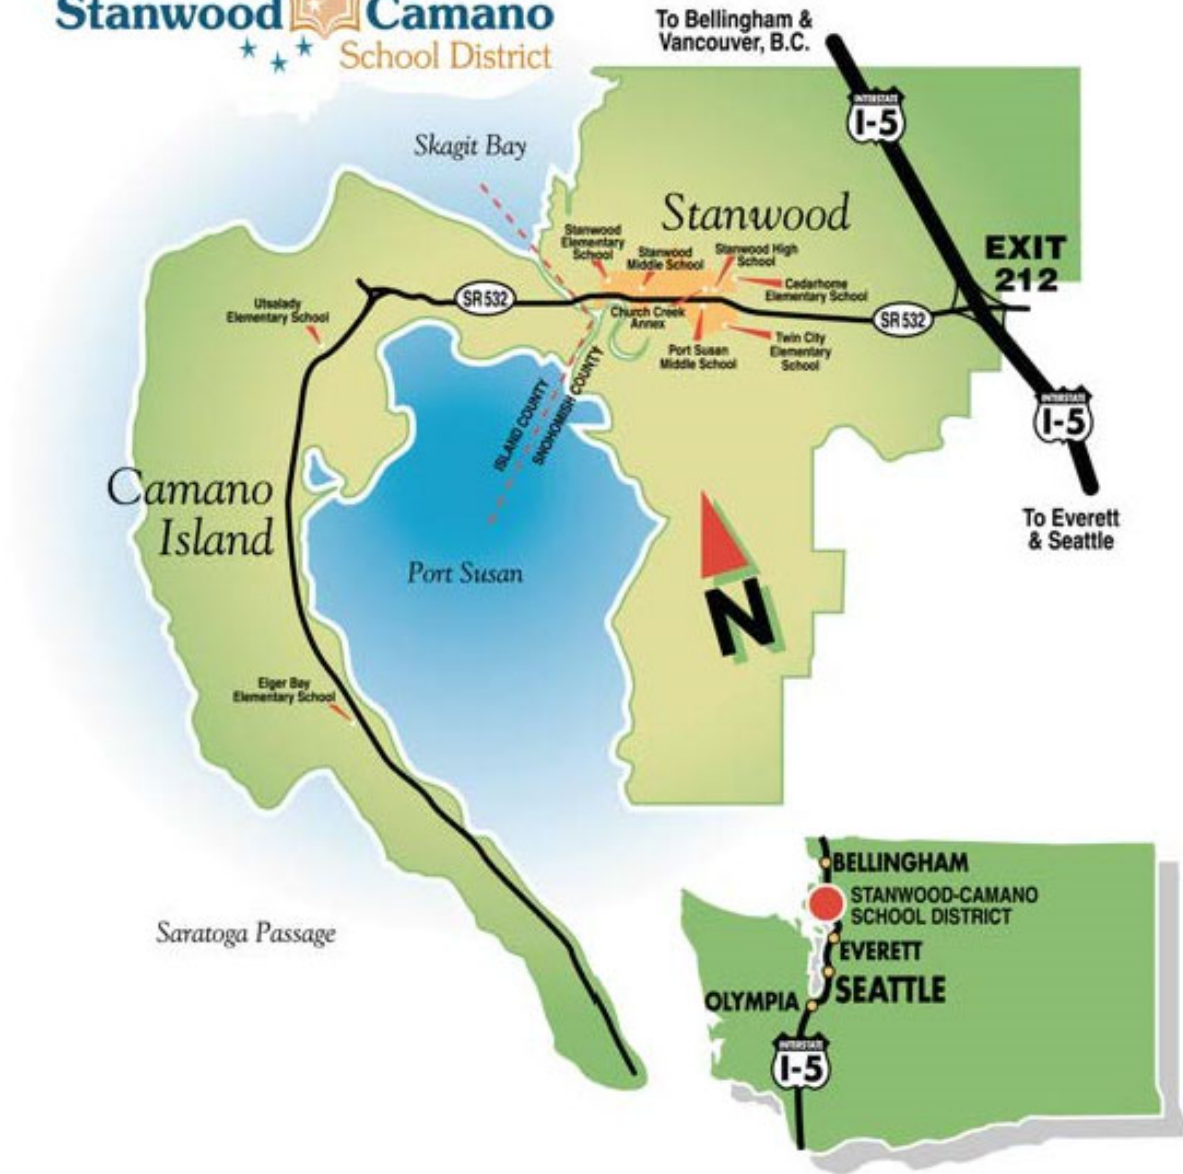 Stanwood Camano
School District
To Bellingham &
Vancouver, B.C.
INTERSTATE
I-5
Skagit Bay
Stanwood
Stanwood
Elementary
School
Stanwood
Middle School
Stanwood High
School
Cedarhome
Elementary School
EXIT
212
Utsalady
Elementary School
SR 532
Church Creek
Annex
SR 532
Port Susan
Middle School
Twin City
Elementary
School
ISLAND COUNTY
SNOHOMISH COUNTY
INTERSTATE
I-5
Camano
Island
To Everett
& Seattle
Port Susan
N
Elger Bay
Elementary School
Saratoga Passage
BELLINGHAM
STANWOOD-CAMANO
SCHOOL DISTRICT
EVERETT
SEATTLE
OLYMPIA
INTERSTATE
I-5